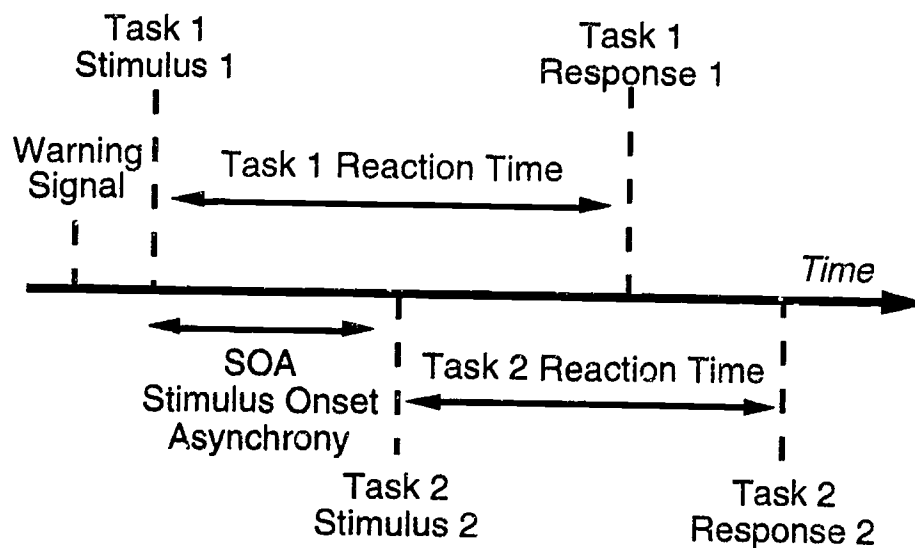 Task 1
Stimulus 1
Task 1
Response 1
Warning
Signal
Task 1 Reaction Time
Time
SOA
Stimulus Onset
Asynchrony
Task 2 Reaction Time
Task 2
Stimulus 2
Task 2
Response 2